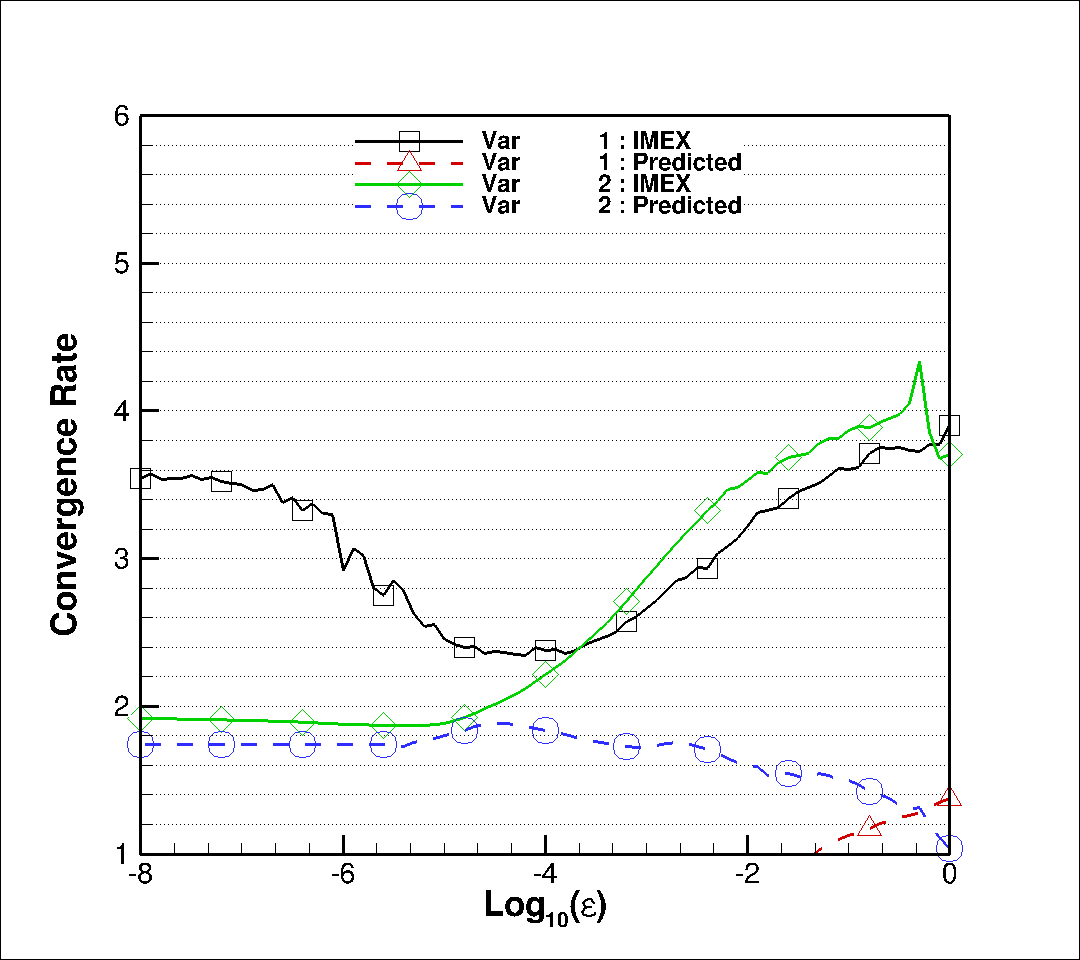 Var 1 : IMEX
Var 1 : Predicted
Var 2 : IMEX
Var 2 : Predicted
6
5
4
3
2
1
Convergence Rate
-8 -6 -4 -2 0
Log10(ε)